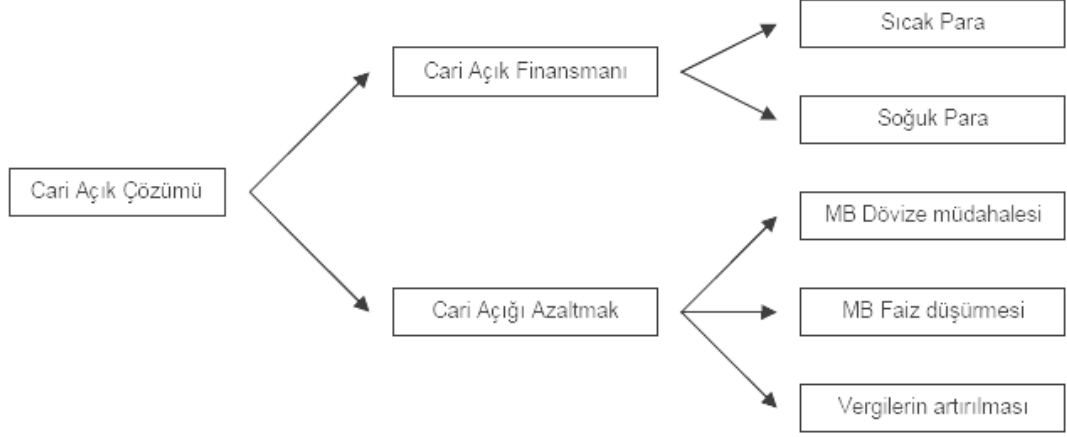 Cari Açık Çözümü
Cari Açık Finansmanı
Sıcak Para
Soğuk Para
Cari Açığı Azaltmak
MB Dövize müdahalesi
MB Faiz düşürmesi
Vergilerin artırılması